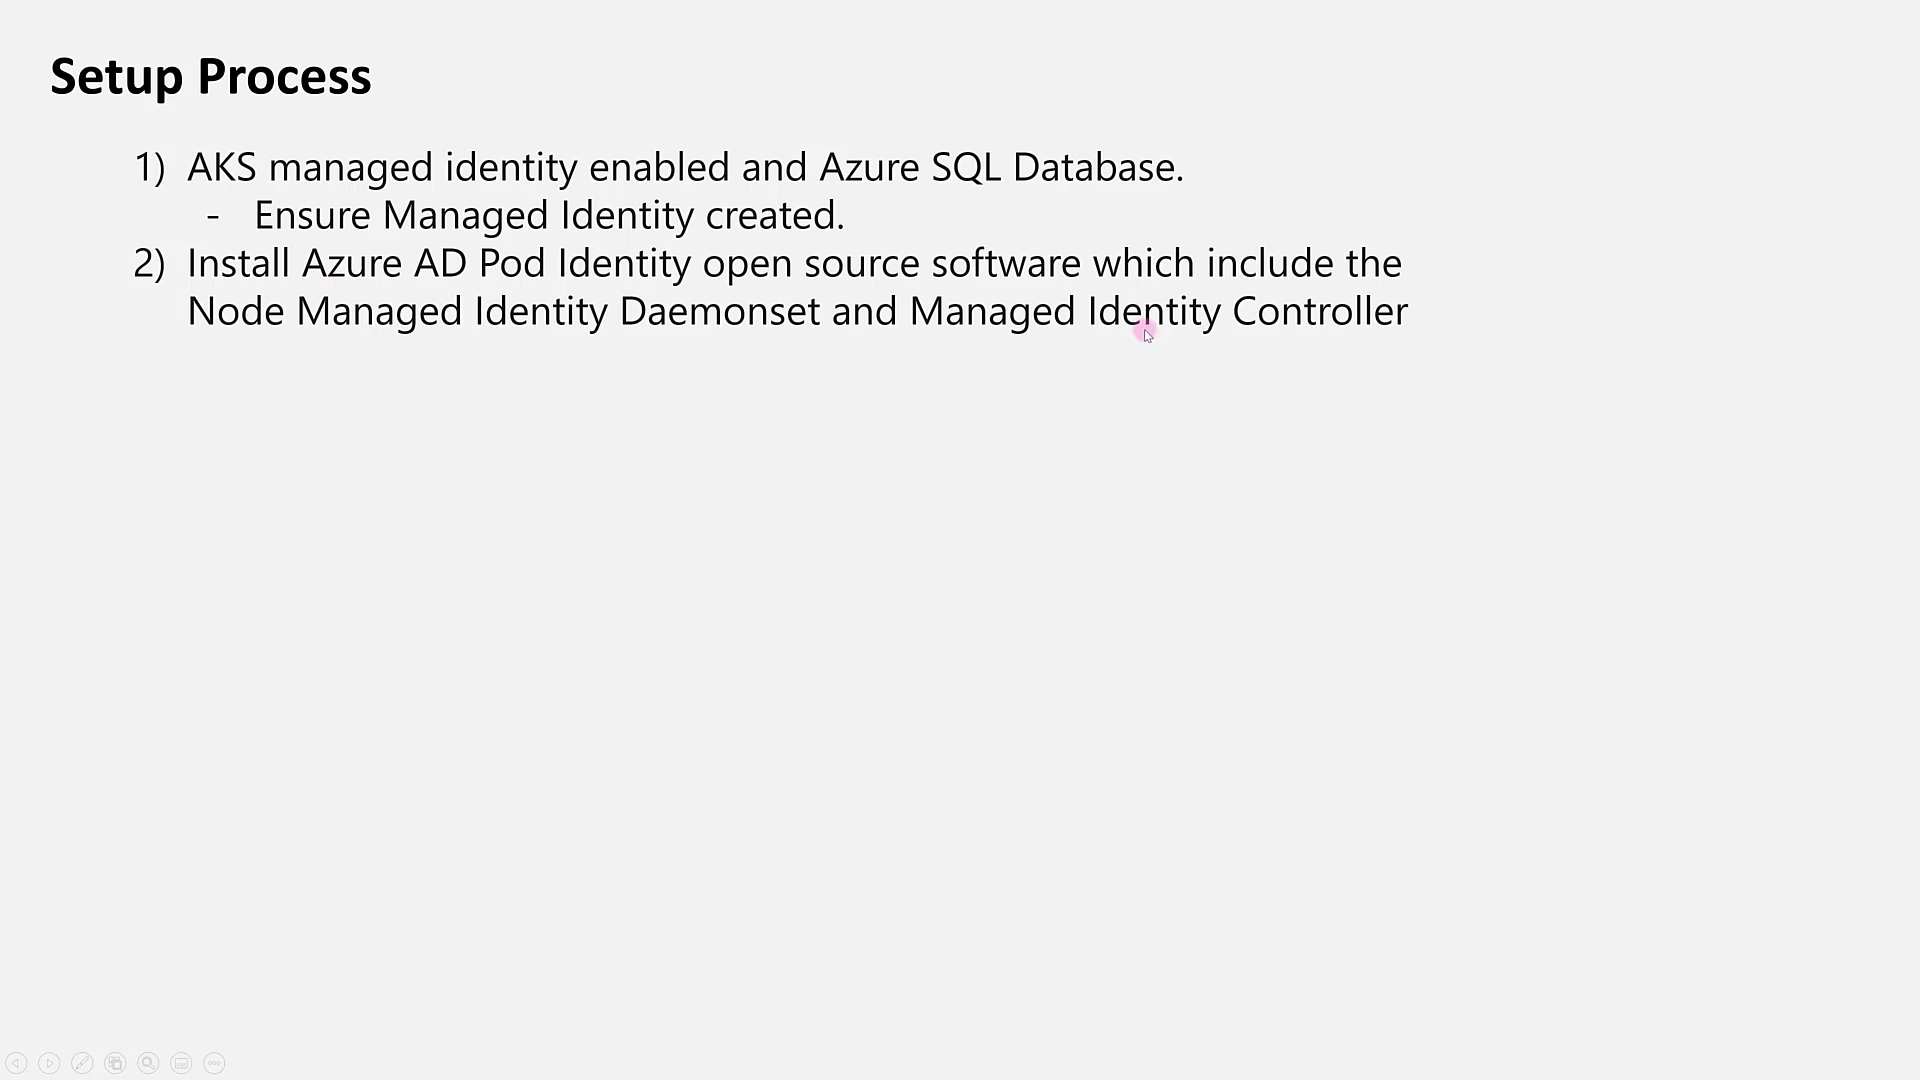 Setup Process
1) AKS managed identity enabled and Azure SQL Database.
- Ensure Managed Identity created.
2) Install Azure AD Pod Identity open source software which include the
Node Managed Identity Daemonset and Managed Identity Controller